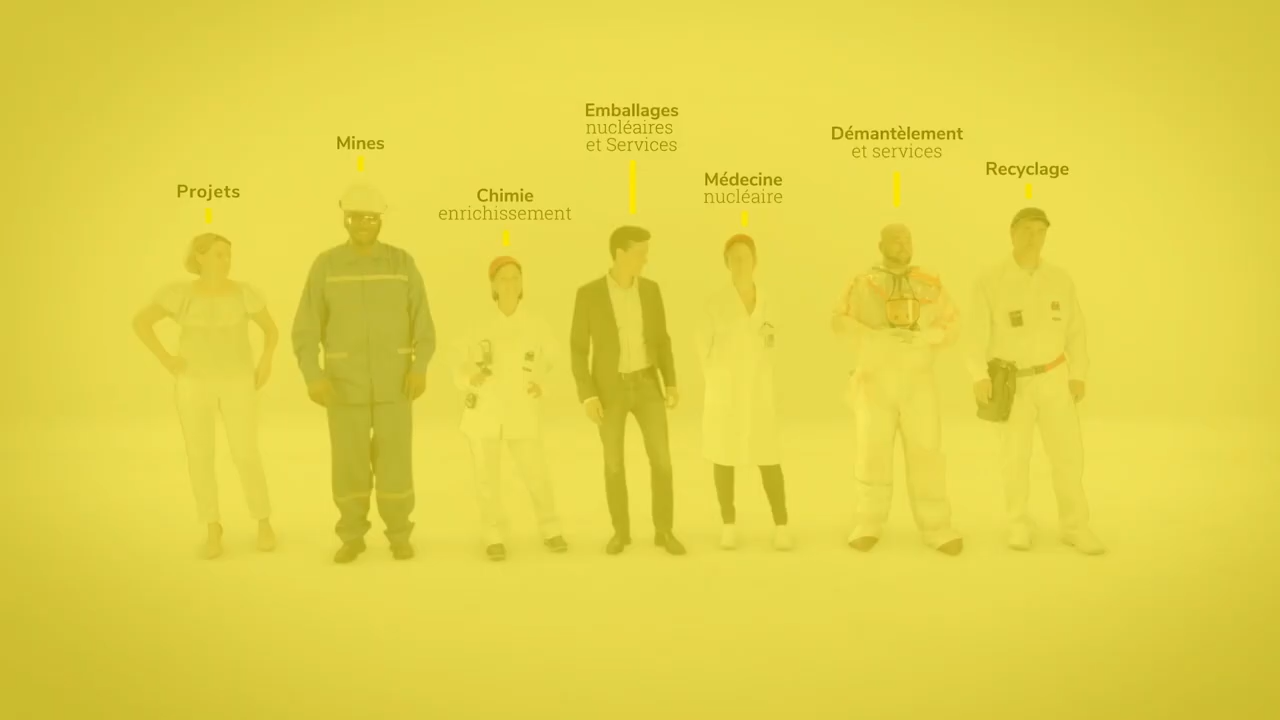 Projets
Mines
Chimie
enrichissement
Emballages
nucléaires
et Services
Médecine
nucléaire
Démantèlement
et services
Recyclage